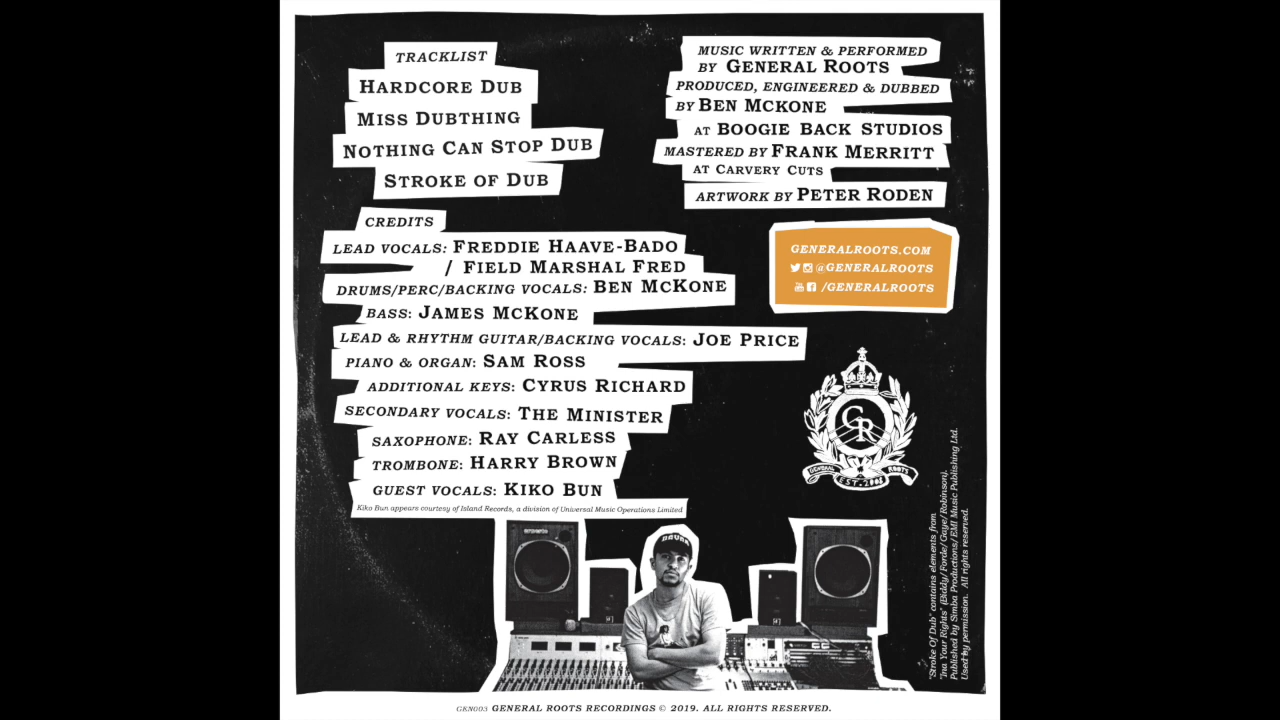 TRACKLIST
HARDCORE DUB
MISS DUBTHING
NOTHING CAN STOP DUB
STROKE OF DUB
CREDITS
LEAD VOCALS: FREDDIE HAAVE-BADO
/ FIELD MARSHAL FRED
DRUMS/PERC/BACKING VOCALS: BEN MCKONE
BASS: JAMES MCKONE
LEAD & RHYTHM GUITAR/BACKING VOCALS: JOE PRICE
PIANO & ORGAN: SAM ROSS
ADDITIONAL KEYS: CYRUS RICHARD
SECONDARY VOCALS: THE MINISTER
SAXOPHONE: RAY CARLESS
TROMBONE: HARRY BROWN
GUEST VOCALS: KIKO BUN
Kiko Bun appears courtesy of Island Records, a division of Universal Music Operations Limited
MUSIC WRITTEN & PERFORMED
BY GENERAL ROOTS
PRODUCED, ENGINEERED & DUBBED
BY BEN MCKONE
AT BOOGIE BACK STUDIOS
MASTERED BY FRANK MERRITT
AT CARVERY CUTS
ARTWORK BY PETER RODEN
GENERALROOTS.COM
@GENERALROOTS
/GENERALROOTS
GR
GENERAL ROOTS
EST. 2008
"Stroke Of Dub" contains elements from
"Ina Your Rights" (Biddy/Forde/Gaye/Robinson).
Published by Simba Productions/EMI Music Publishing Ltd.
Used by permission. All rights reserved.
GEN003 GENERAL ROOTS RECORDINGS © 2019. ALL RIGHTS RESERVED.